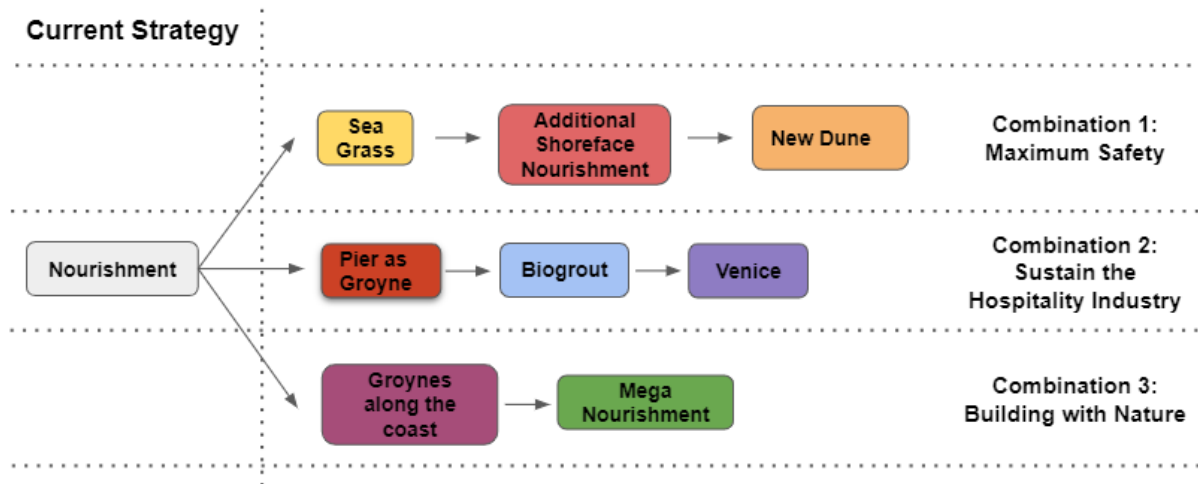 Current Strategy
Sea
Grass
Additional
Shoreface
Nourishment
New Dune
Combination 1:
Maximum Safety
Nourishment
Pier as
Groyne
Biogrout
Venice
Combination 2:
Sustain the
Hospitality Industry
Groynes
along the
coast
Mega
Nourishment
Combination 3:
Building with Nature